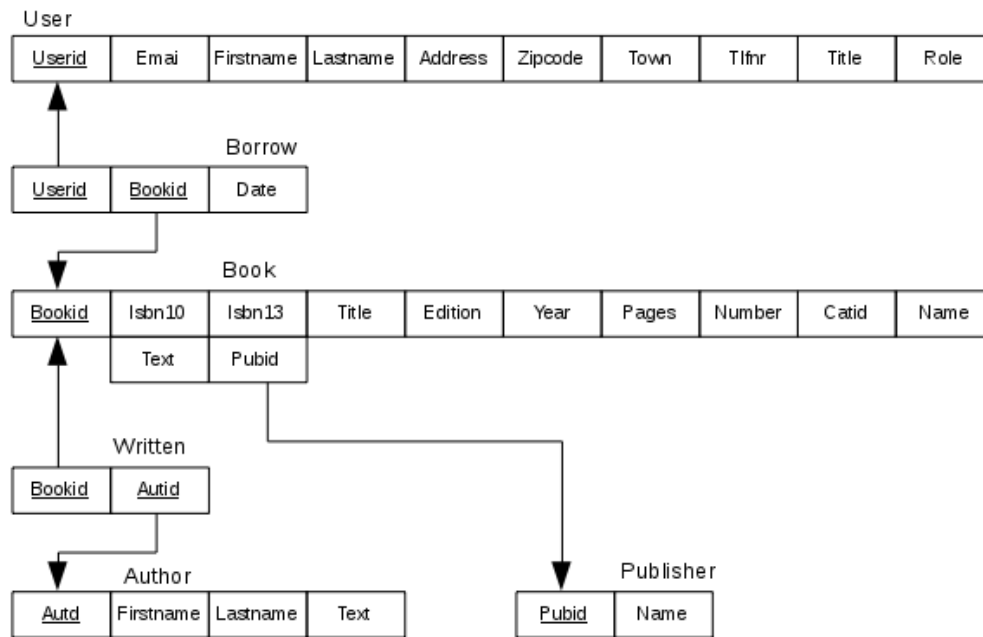 User
Userid Emai Firstname Lastname Address Zipcode Town Tlfnr Title Role
Borrow
Userid Bookid Date
Book
Bookid Isbn10 Isbn13 Title Edition Year Pages Number Catid Name
Text Pubid
Written
Bookid Autid
Author
Autd Firstname Lastname Text
Publisher
Pubid Name